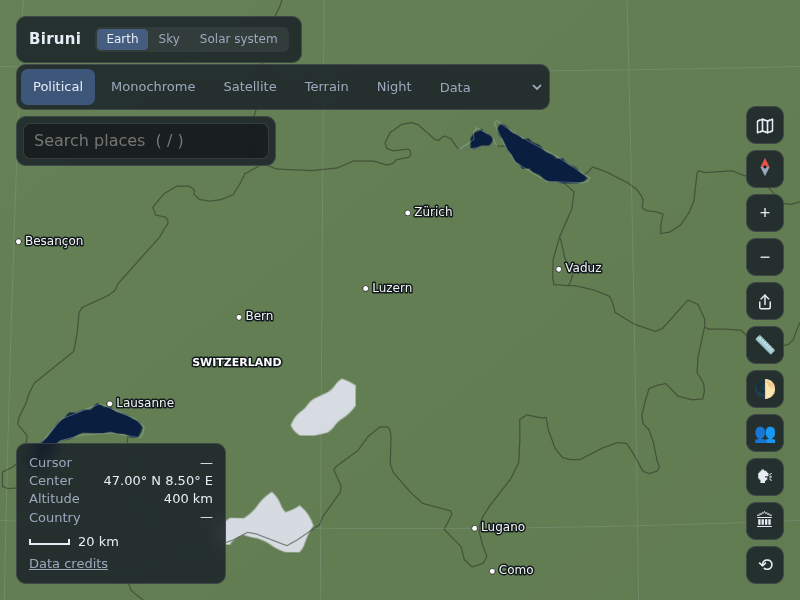 Biruni Earth Sky Solar system
Political Monochrome Satellite Terrain Night Data
Search places ( / )
Zürich
Besançon
Vaduz
Luzern
Bern
SWITZERLAND
Lausanne
Lugano
Como
Cursor —
Center 47.00° N 8.50° E
Altitude 400 km
Country —
20 km
Data credits